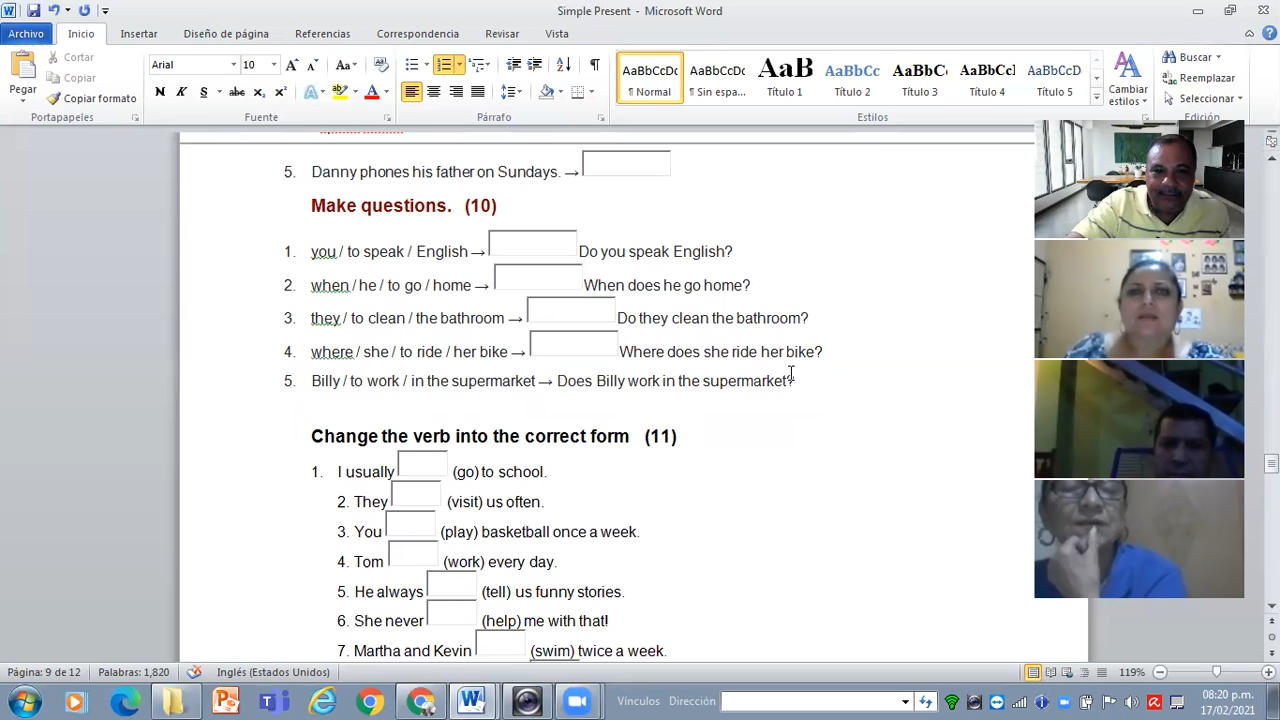 Simple Present - Microsoft Word
Archivo Inicio Insertar Diseño de página Referencias Correspondencia Revisar Vista
Cortar
Copiar
Copiar formato
Pegar
Portapapeles
Arial 10
Fuente
Párrafo
AaBbCcDc AaBbCcDc AaB AaBbCc AaBbCc AaBbCc AaBbCcD
¶ Normal ¶ Sin espa... Título 1 Título 2 Título 3 Título 4 Título 5
Estilos
Cambiar estilos
Buscar
Reemplazar
Seleccionar
Edición
5. Danny phones his father on Sundays. →
Make questions. (10)
1. you / to speak / English → Do you speak English?
2. when / he / to go / home → When does he go home?
3. they / to clean / the bathroom → Do they clean the bathroom?
4. where / she / to ride / her bike → Where does she ride her bike?
5. Billy / to work / in the supermarket → Does Billy work in the supermarket?
Change the verb into the correct form (11)
1. I usually (go) to school.
2. They (visit) us often.
3. You (play) basketball once a week.
4. Tom (work) every day.
5. He always (tell) us funny stories.
6. She never (help) me with that!
7. Martha and Kevin (swim) twice a week.
Página: 9 de 12 Palabras: 1,820 Inglés (Estados Unidos) 119%
Vínculos Dirección
08:20 p.m.
17/02/2021